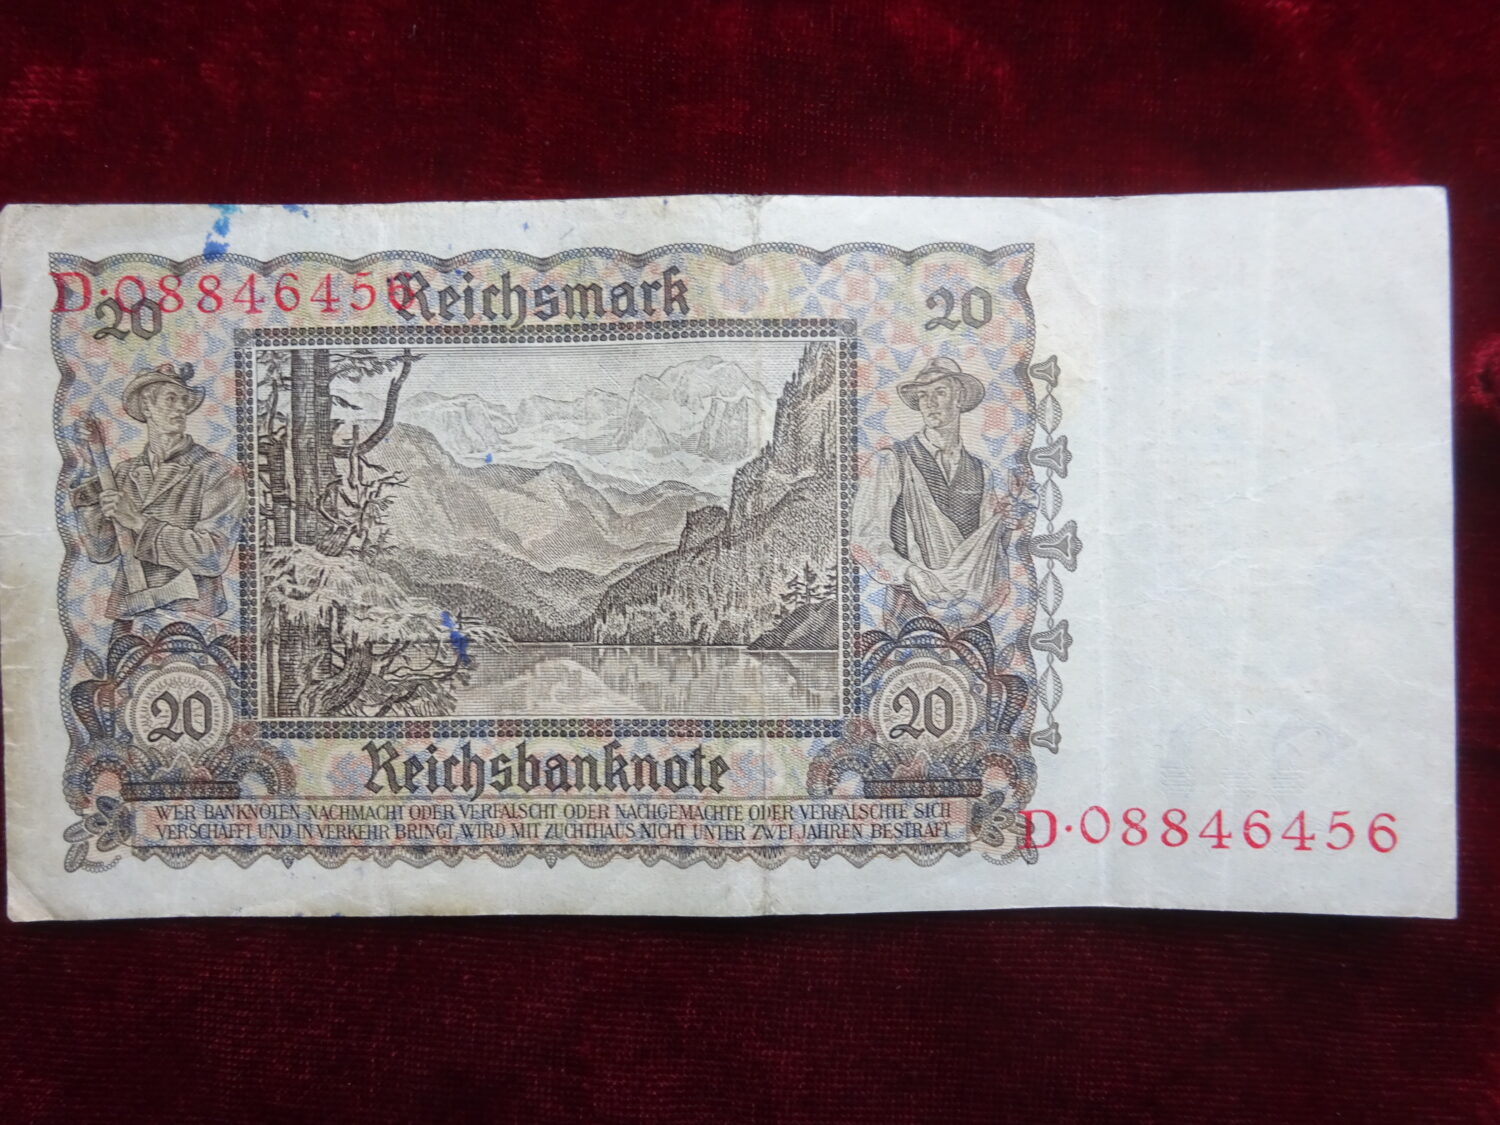 D·08846456
Reichsmark
20
20
20
20
Reichsbanknote
WER BANKNOTEN NACHMACHT ODER VERFÄLSCHT ODER NACHGEMACHTE ODER VERFÄLSCHTE SICH
VERSCHAFFT UND IN VERKEHR BRINGT, WIRD MIT ZUCHTHAUS NICHT UNTER ZWEI JAHREN BESTRAFT
D·08846456